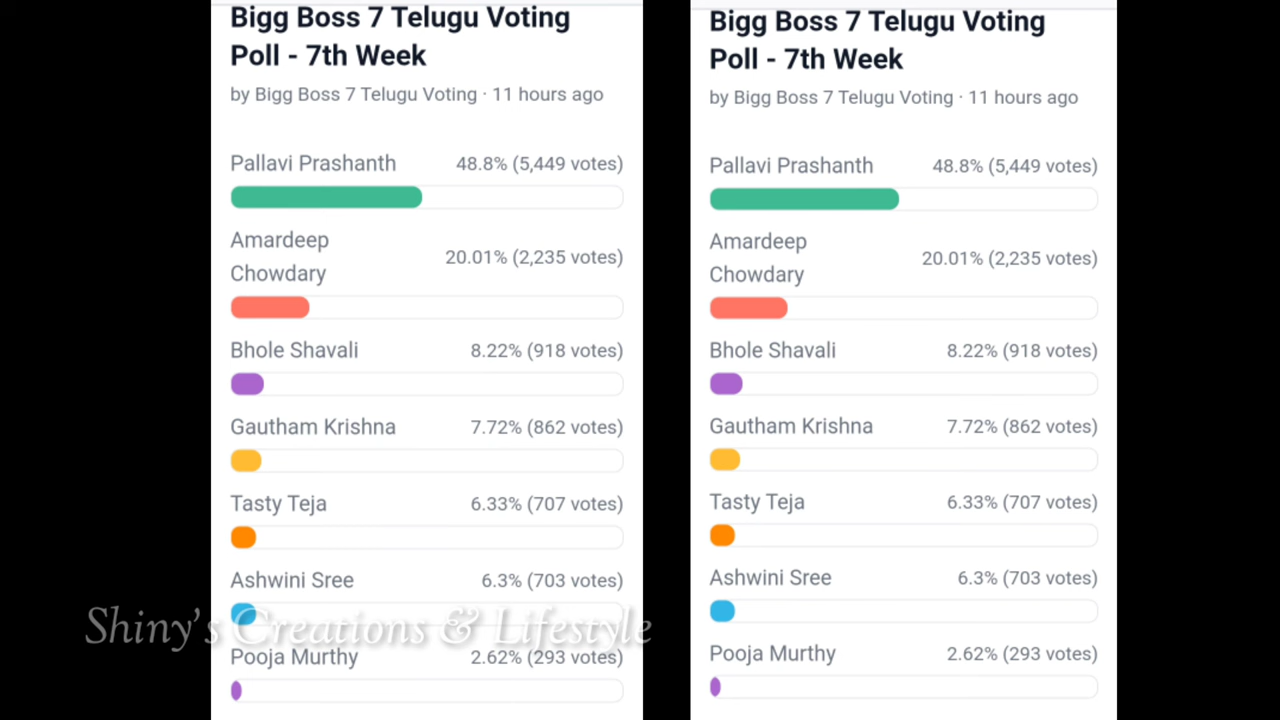 Bigg Boss 7 Telugu Voting
Poll - 7th Week
by Bigg Boss 7 Telugu Voting · 11 hours ago
Pallavi Prashanth 48.8% (5,449 votes)
Amardeep
Chowdary 20.01% (2,235 votes)
Bhole Shavali 8.22% (918 votes)
Gautham Krishna 7.72% (862 votes)
Tasty Teja 6.33% (707 votes)
Ashwini Sree 6.3% (703 votes)
Shiny's Creations & Lifestyle
Pooja Murthy 2.62% (293 votes)
Bigg Boss 7 Telugu Voting
Poll - 7th Week
by Bigg Boss 7 Telugu Voting · 11 hours ago
Pallavi Prashanth 48.8% (5,449 votes)
Amardeep
Chowdary 20.01% (2,235 votes)
Bhole Shavali 8.22% (918 votes)
Gautham Krishna 7.72% (862 votes)
Tasty Teja 6.33% (707 votes)
Ashwini Sree 6.3% (703 votes)
Pooja Murthy 2.62% (293 votes)